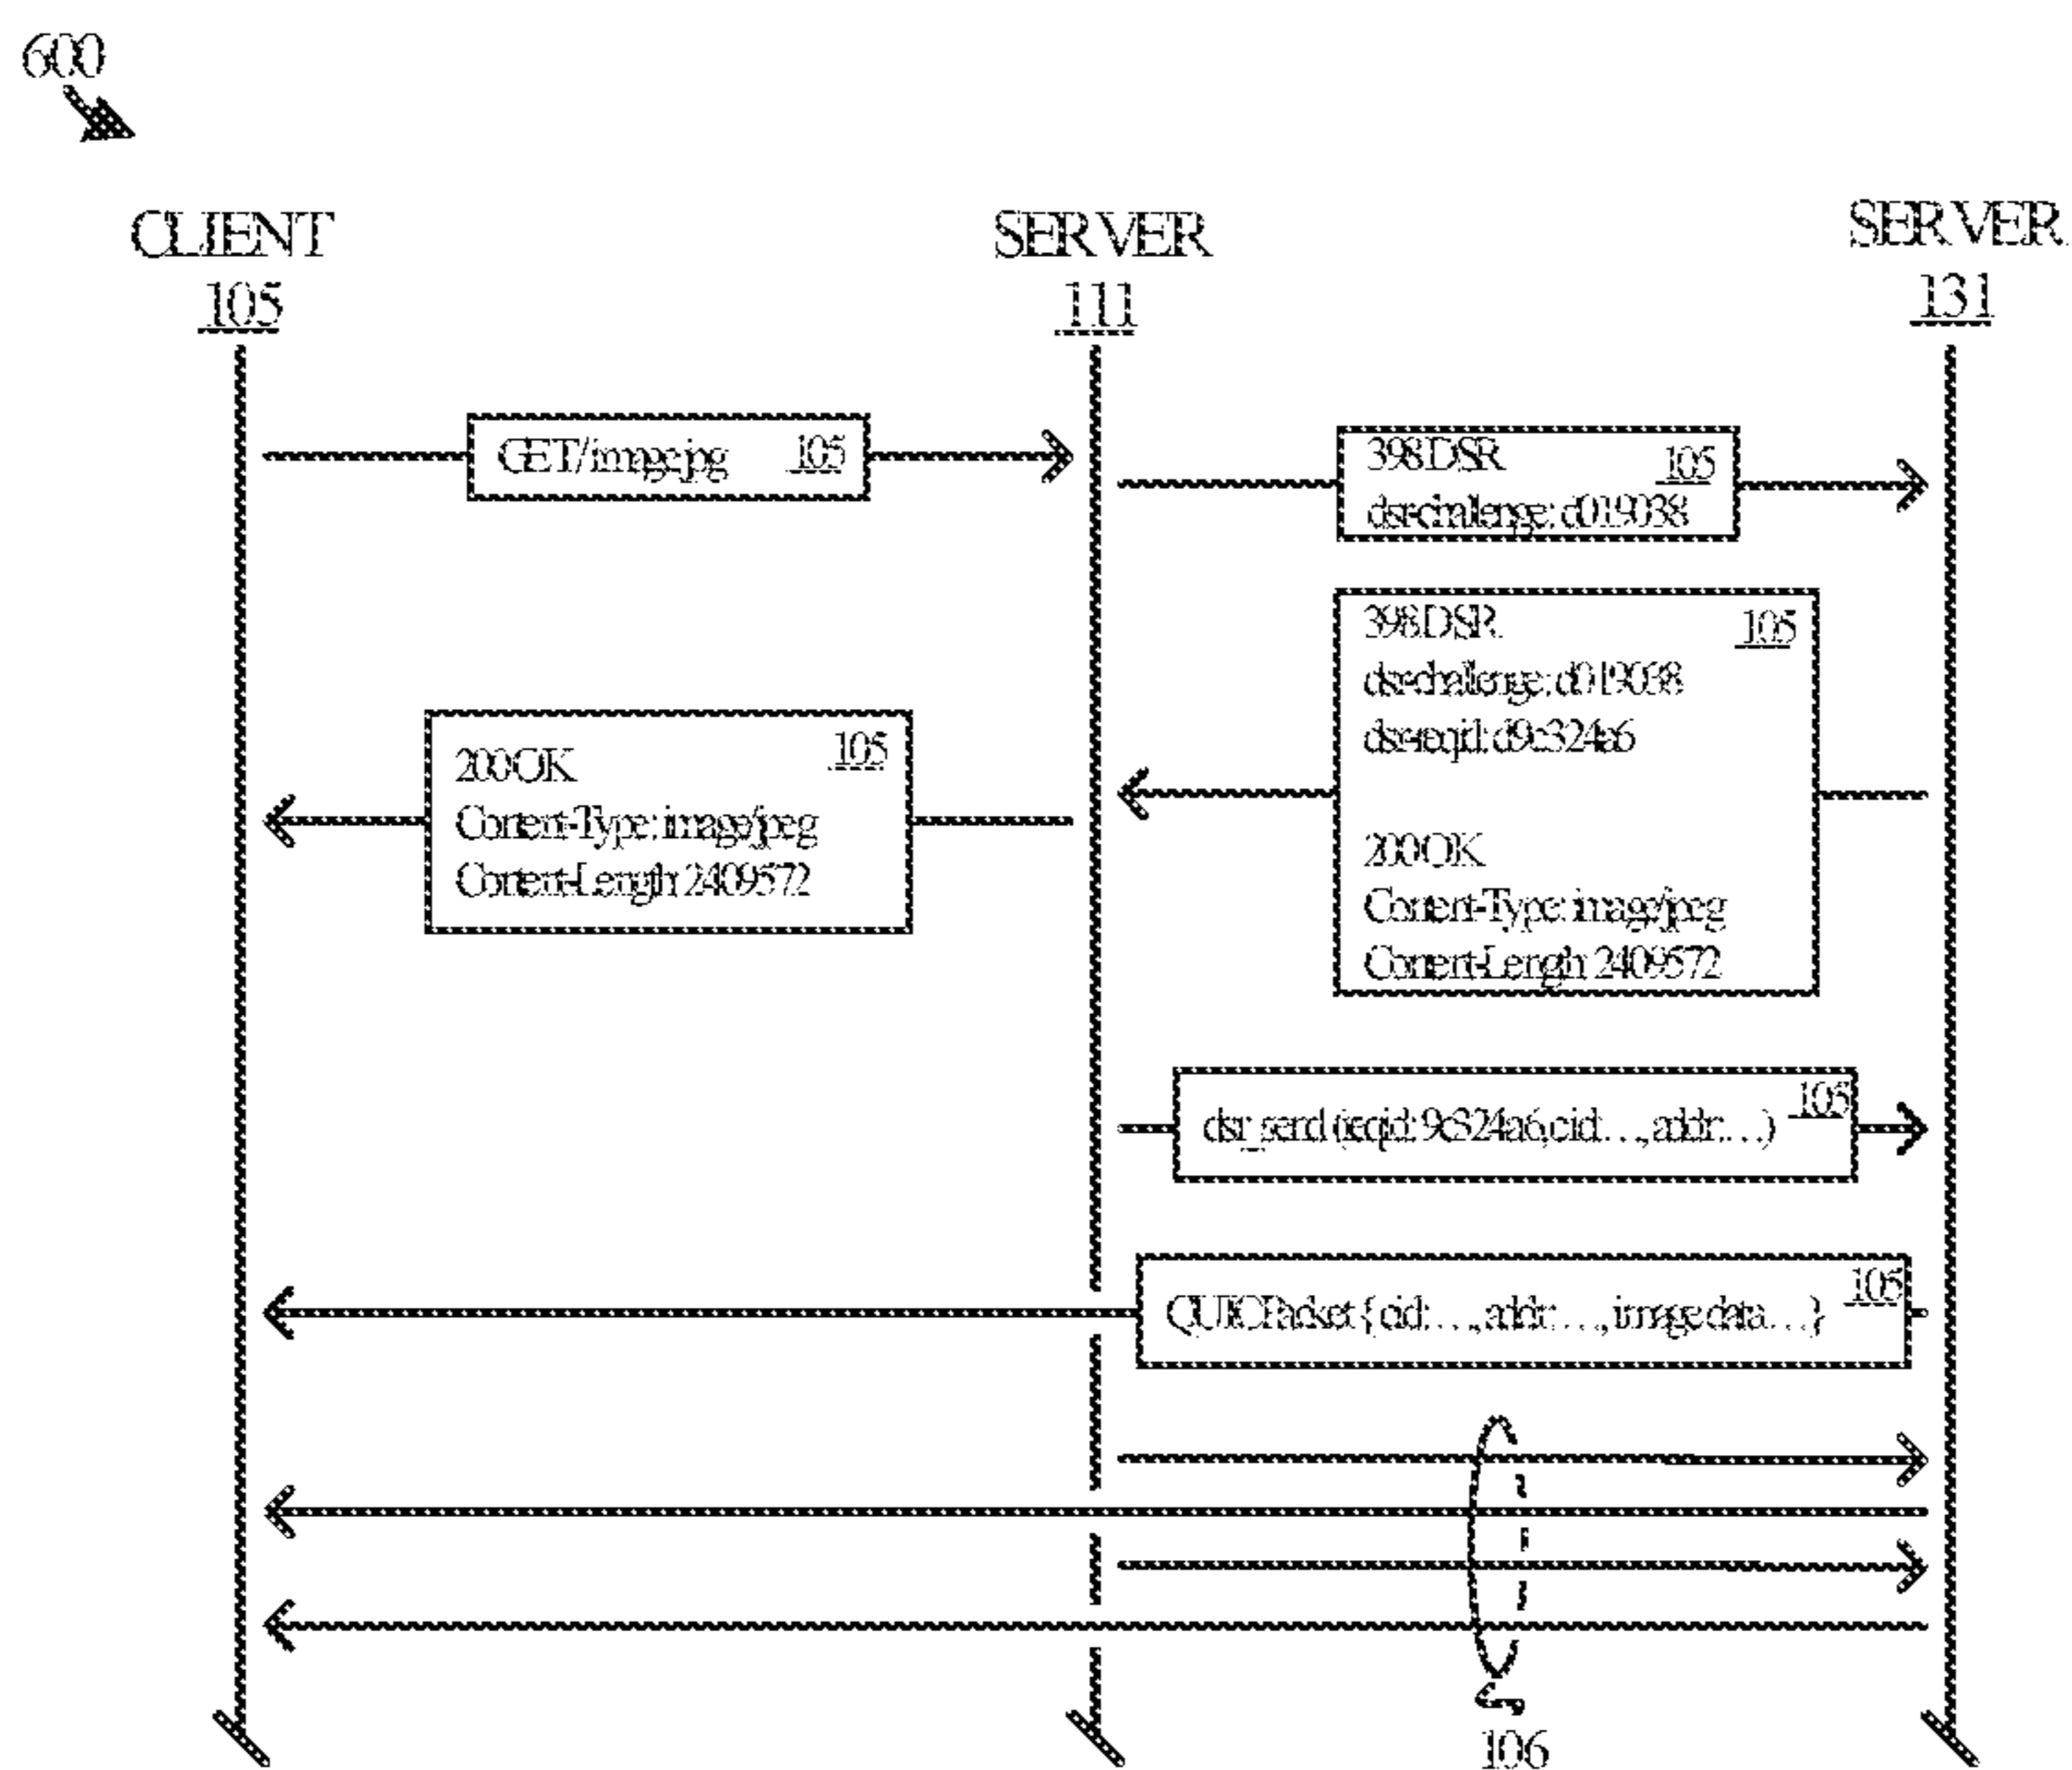 600
CLIENT
105
SERVER
111
SERVER
131
GET /image.jpg 105
398 DSR 105
dsr-challenge: d019038
398 DSR 105
dsr-challenge: d019038
dsr-reqid: d9c324a6
200 OK
Content-Type: image/jpeg
Content-Length 2409572
200 OK 105
Content-Type: image/jpeg
Content-Length 2409572
dsr_send (reqid: 9c324a6, cid: ..., addr: ...) 105
QUIC Packet { cid: ..., addr: ..., image data ...} 105
106